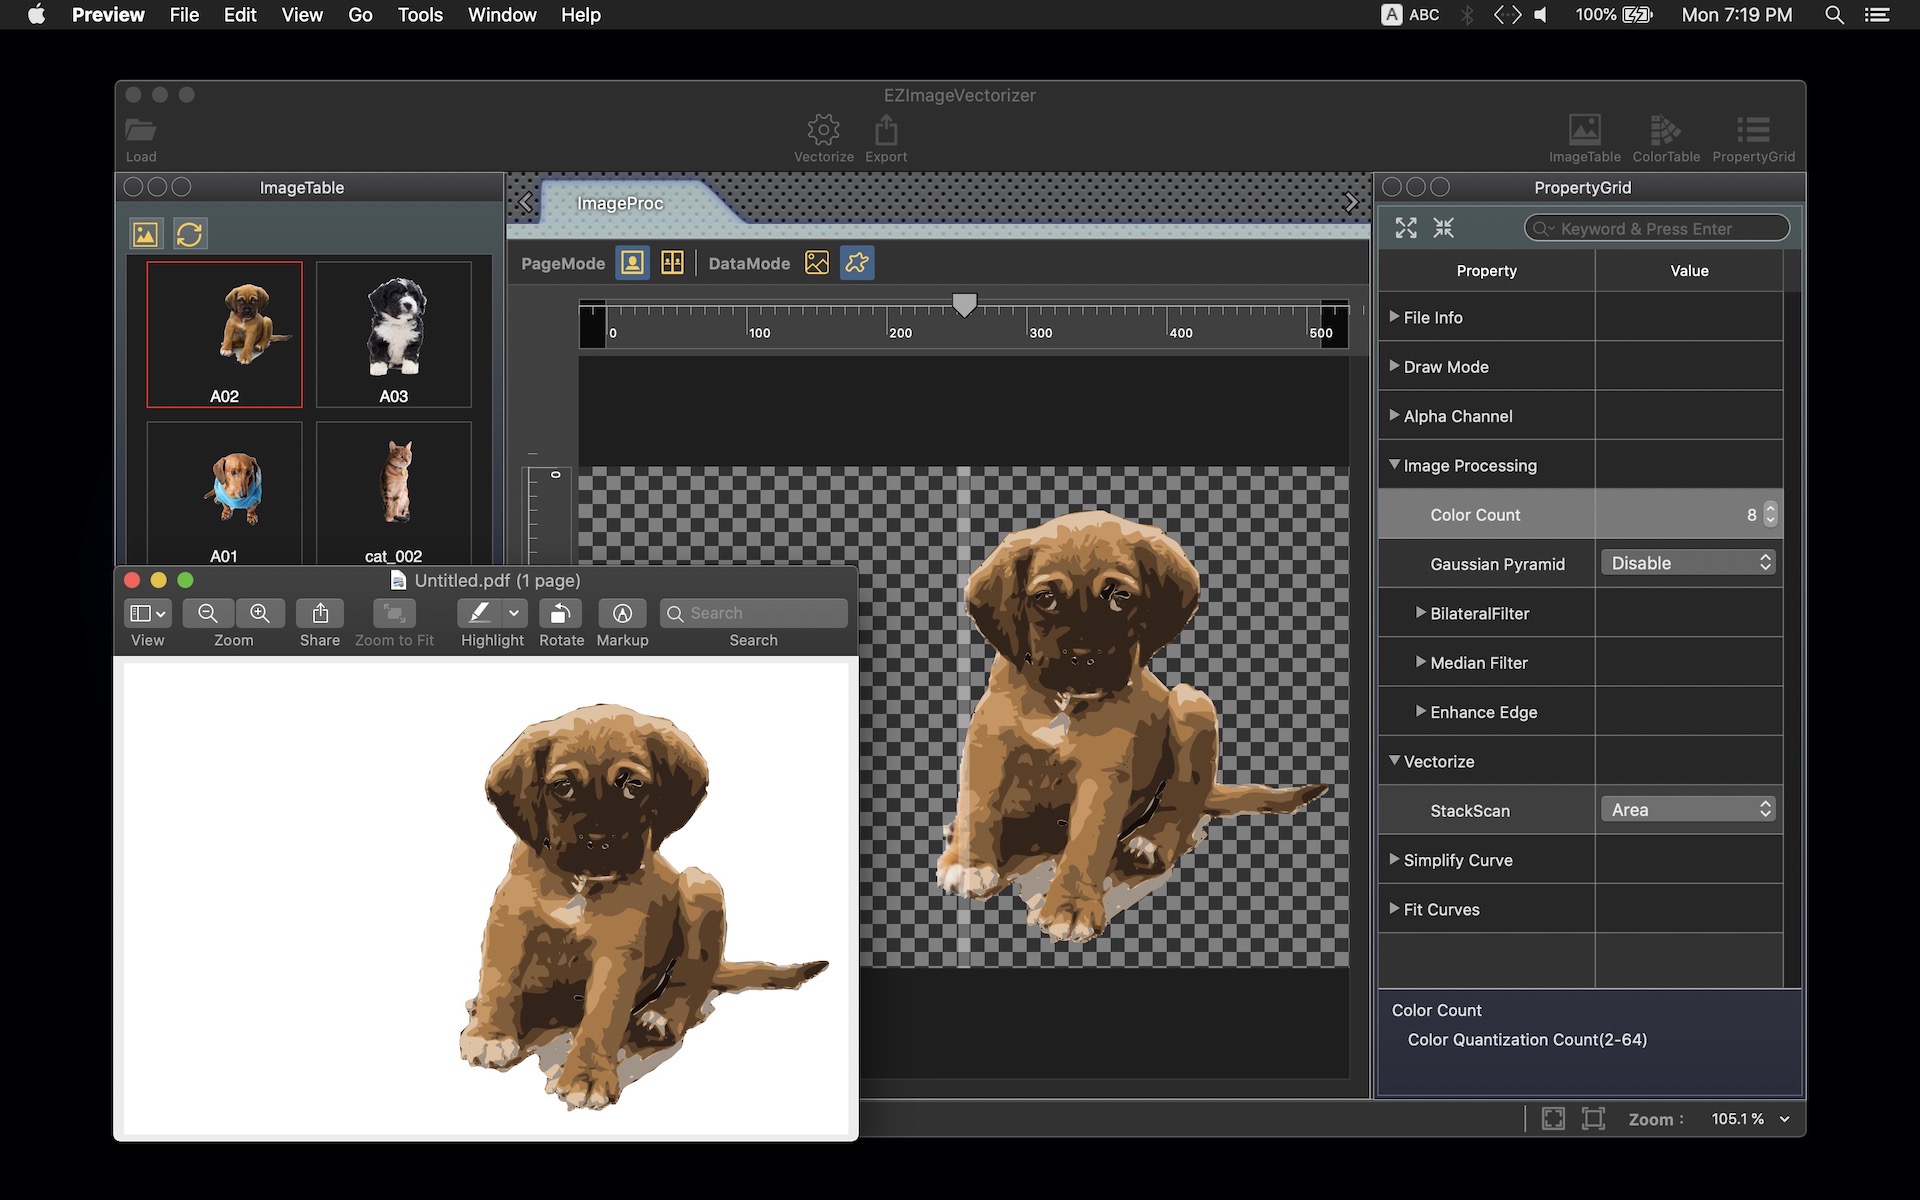 Preview File Edit View Go Tools Window Help
A ABC 100% Mon 7:19 PM
EZImageVectorizer
Load
Vectorize Export
ImageTable ColorTable PropertyGrid
ImageTable
A02 A03
A01 cat_002
ImageProc
PageMode DataMode
0 100 200 300 400 500
0
PropertyGrid
Keyword & Press Enter
Property Value
File Info
Draw Mode
Alpha Channel
Image Processing
Color Count 8
Gaussian Pyramid Disable
BilateralFilter
Median Filter
Enhance Edge
Vectorize
StackScan Area
Simplify Curve
Fit Curves
Color Count
Color Quantization Count(2-64)
Zoom : 105.1 %
Untitled.pdf (1 page)
Search
View Zoom Share Zoom to Fit Highlight Rotate Markup Search